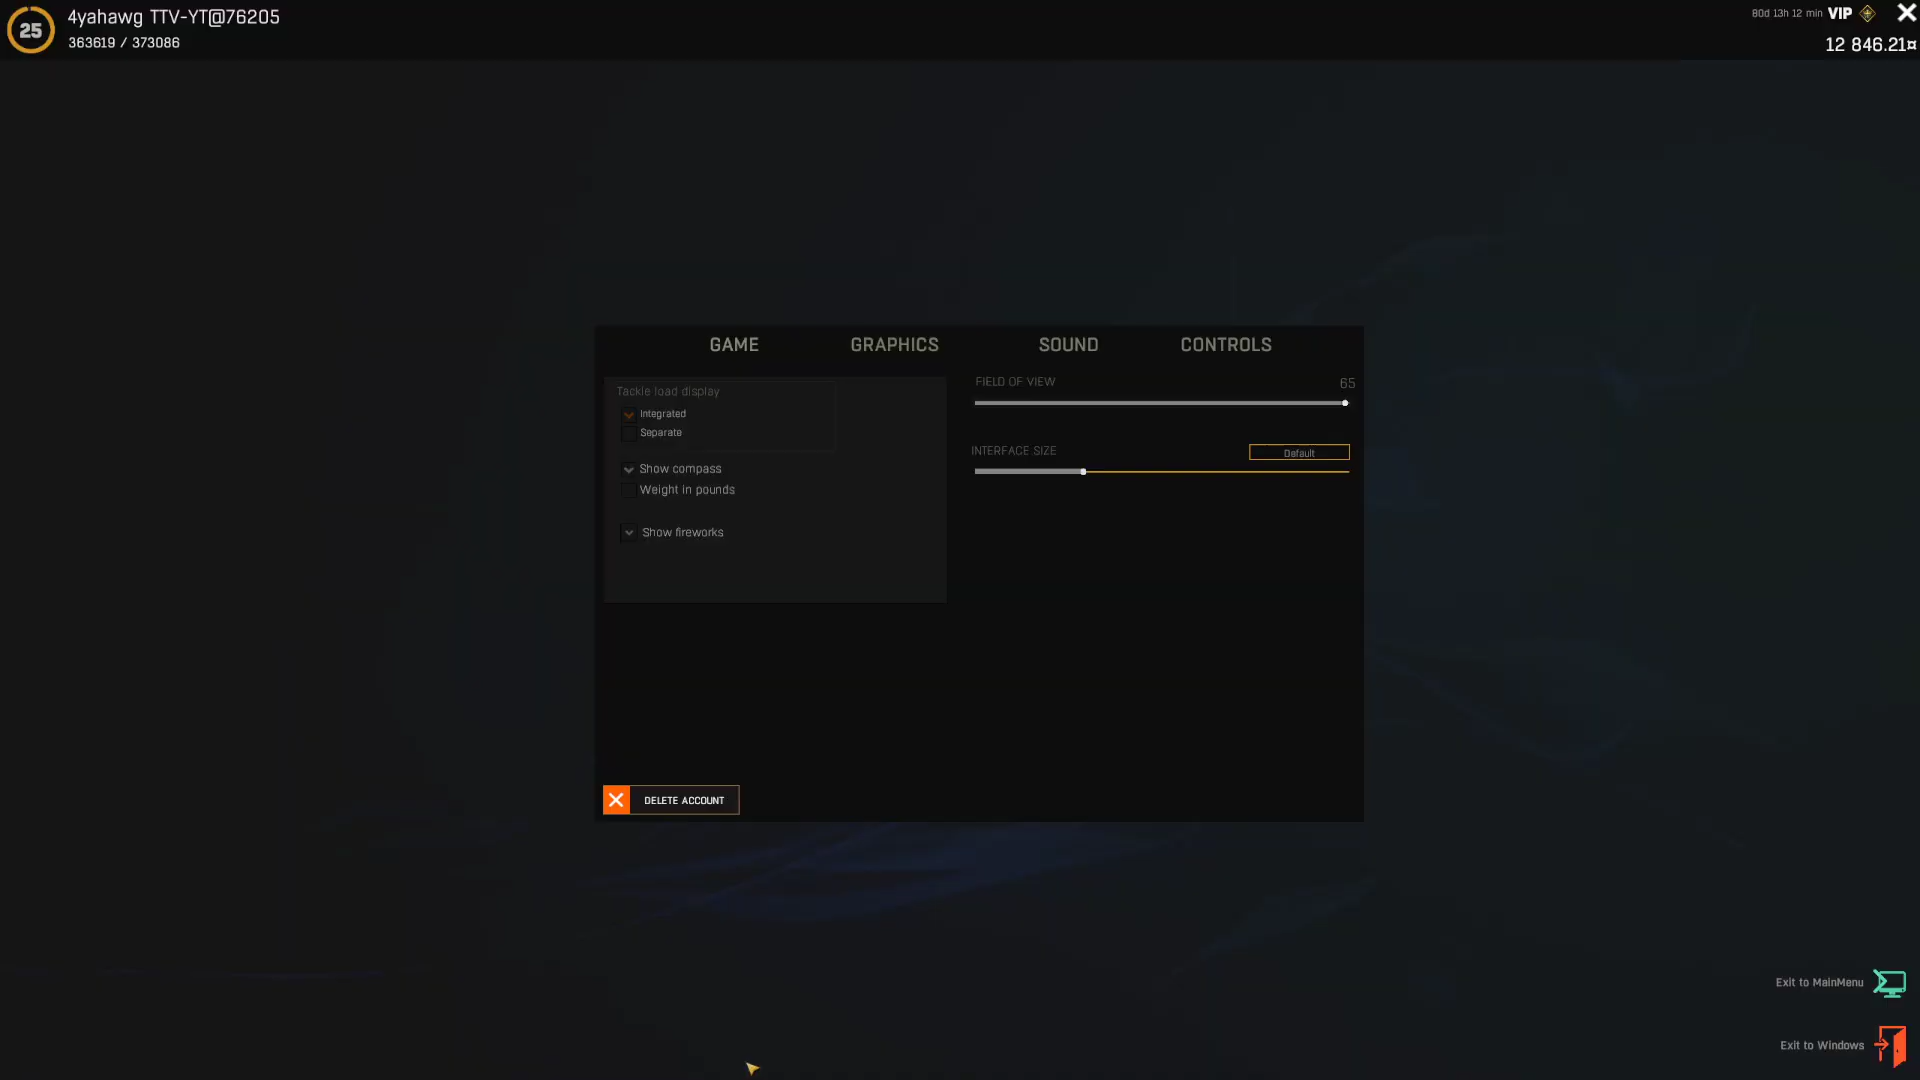 25
4yahawg TTV-YT@76205
363619 / 373086
80d 13h 12 min VIP
12 846.21¤
GAME
GRAPHICS
SOUND
CONTROLS
Tackle load display
Integrated
Separate
Show compass
Weight in pounds
Show fireworks
FIELD OF VIEW
65
INTERFACE SIZE
Default
DELETE ACCOUNT
Exit to MainMenu
Exit to Windows